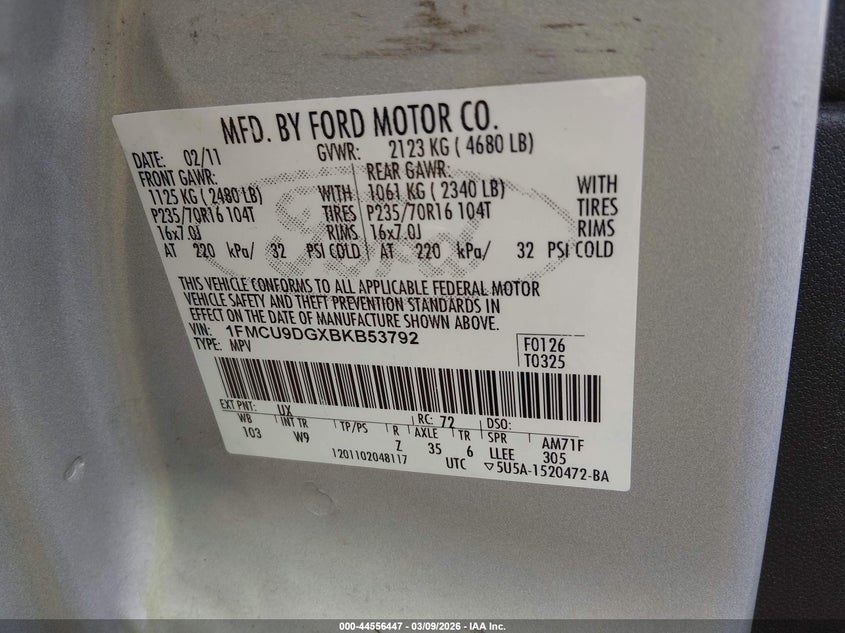 MFD. BY FORD MOTOR CO.
DATE: 02/11 GVWR: 2123 KG ( 4680 LB)
FRONT GAWR: REAR GAWR:
1125 KG ( 2480 LB) WITH 1061 KG ( 2340 LB) WITH
P235/70R16 104T TIRES P235/70R16 104T TIRES
16x7.0J RIMS 16x7.0J RIMS
AT 220 kPa/ 32 PSI COLD AT 220 kPa/ 32 PSI COLD
THIS VEHICLE CONFORMS TO ALL APPLICABLE FEDERAL MOTOR
VEHICLE SAFETY AND THEFT PREVENTION STANDARDS IN
EFFECT ON THE DATE OF MANUFACTURE SHOWN ABOVE.
VIN: 1FMCU9DGXBKB53792 F0126
TYPE: MPV T0325
EXT PNT: UX RC: 72 DSO:
WB INT TR TP/PS R AXLE TR SPR AM71F
103 W9 Z 35 6 LLEE 305
1201102048117 UTC ▽5U5A-1520472-BA
000-44556447 - 03/09/2026 - IAA Inc.